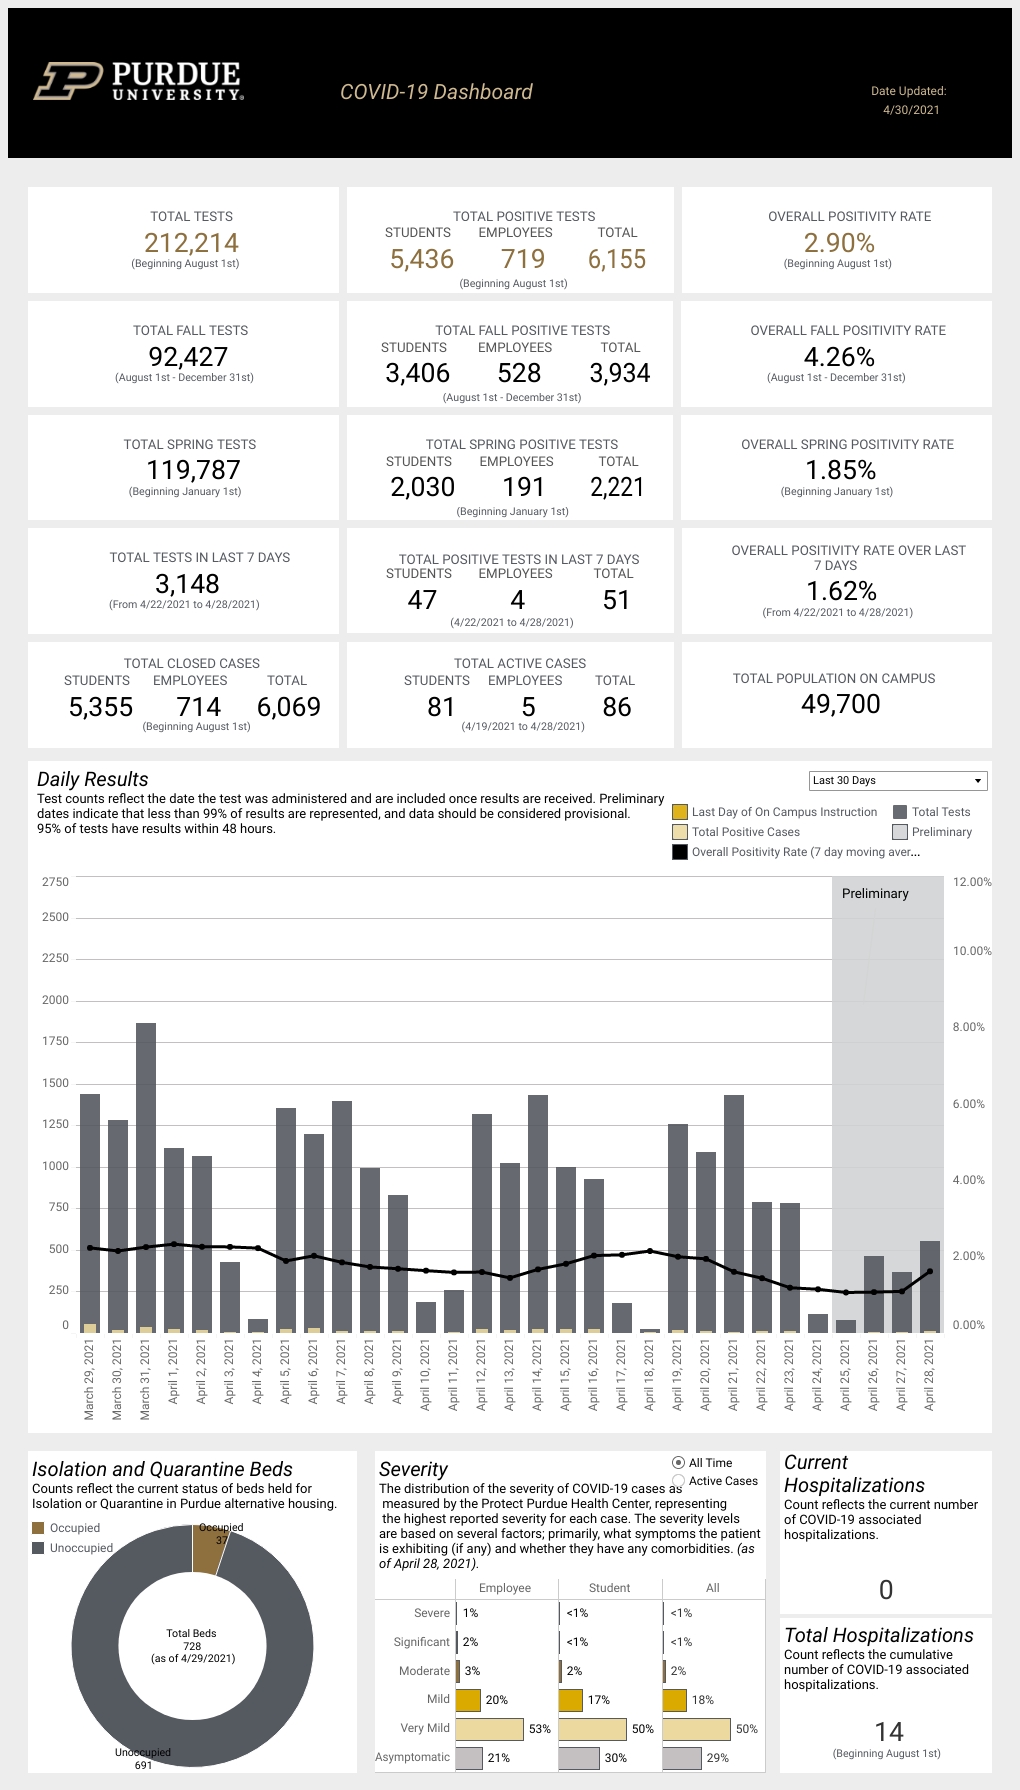 PURDUE
UNIVERSITY®
COVID-19 Dashboard
Date Updated:
4/30/2021
TOTAL TESTS
212,214
(Beginning August 1st)
TOTAL POSITIVE TESTS
STUDENTS EMPLOYEES TOTAL
5,436 719 6,155
(Beginning August 1st)
OVERALL POSITIVITY RATE
2.90%
(Beginning August 1st)
TOTAL FALL TESTS
92,427
(August 1st - December 31st)
TOTAL FALL POSITIVE TESTS
STUDENTS EMPLOYEES TOTAL
3,406 528 3,934
(August 1st - December 31st)
OVERALL FALL POSITIVITY RATE
4.26%
(August 1st - December 31st)
TOTAL SPRING TESTS
119,787
(Beginning January 1st)
TOTAL SPRING POSITIVE TESTS
STUDENTS EMPLOYEES TOTAL
2,030 191 2,221
(Beginning January 1st)
OVERALL SPRING POSITIVITY RATE
1.85%
(Beginning January 1st)
TOTAL TESTS IN LAST 7 DAYS
3,148
(From 4/22/2021 to 4/28/2021)
TOTAL POSITIVE TESTS IN LAST 7 DAYS
STUDENTS EMPLOYEES TOTAL
47 4 51
(4/22/2021 to 4/28/2021)
OVERALL POSITIVITY RATE OVER LAST
7 DAYS
1.62%
(From 4/22/2021 to 4/28/2021)
TOTAL CLOSED CASES
STUDENTS EMPLOYEES TOTAL
5,355 714 6,069
(Beginning August 1st)
TOTAL ACTIVE CASES
STUDENTS EMPLOYEES TOTAL
81 5 86
(4/19/2021 to 4/28/2021)
TOTAL POPULATION ON CAMPUS
49,700
Daily Results
Test counts reflect the date the test was administered and are included once results are received. Preliminary
dates indicate that less than 99% of results are represented, and data should be considered provisional.
95% of tests have results within 48 hours.
Last 30 Days
Last Day of On Campus Instruction
Total Tests
Total Positive Cases
Preliminary
Overall Positivity Rate (7 day moving aver...
2750
2500
2250
2000
1750
1500
1250
1000
750
500
250
0
Preliminary
12.00%
10.00%
8.00%
6.00%
4.00%
2.00%
0.00%
March 29, 2021
March 30, 2021
March 31, 2021
April 1, 2021
April 2, 2021
April 3, 2021
April 4, 2021
April 5, 2021
April 6, 2021
April 7, 2021
April 8, 2021
April 9, 2021
April 10, 2021
April 11, 2021
April 12, 2021
April 13, 2021
April 14, 2021
April 15, 2021
April 16, 2021
April 17, 2021
April 18, 2021
April 19, 2021
April 20, 2021
April 21, 2021
April 22, 2021
April 23, 2021
April 24, 2021
April 25, 2021
April 26, 2021
April 27, 2021
April 28, 2021
Isolation and Quarantine Beds
Counts reflect the current status of beds held for
Isolation or Quarantine in Purdue alternative housing.
Occupied
Unoccupied
Occupied
37
Total Beds
728
(as of 4/29/2021)
Unoccupied
691
Severity
All Time
Active Cases
The distribution of the severity of COVID-19 cases as
measured by the Protect Purdue Health Center, representing
the highest reported severity for each case. The severity levels
are based on several factors; primarily, what symptoms the patient
is exhibiting (if any) and whether they have any comorbidities. (as
of April 28, 2021).
Employee Student All
Severe 1% <1% <1%
Significant 2% <1% <1%
Moderate 3% 2% 2%
Mild 20% 17% 18%
Very Mild 53% 50% 50%
Asymptomatic 21% 30% 29%
Current
Hospitalizations
Count reflects the current number
of COVID-19 associated
hospitalizations.
0
Total Hospitalizations
Count reflects the cumulative
number of COVID-19 associated
hospitalizations.
14
(Beginning August 1st)